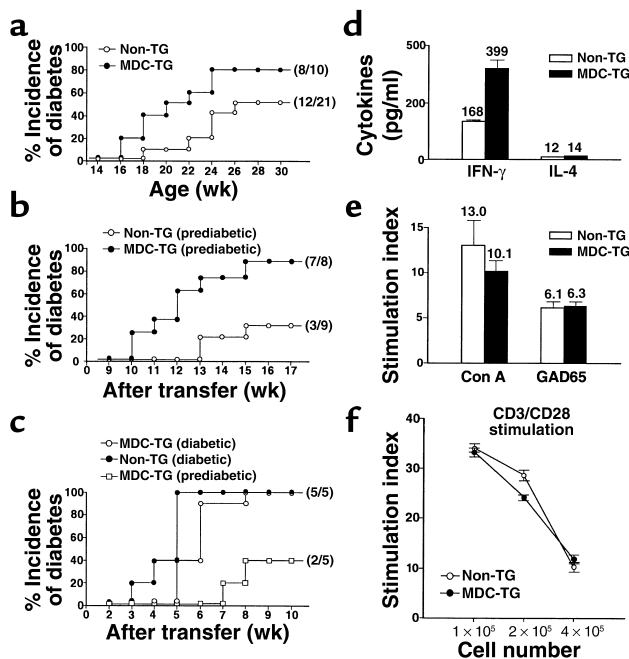 a
Non-TG
MDC-TG
% Incidence
of diabetes
100
80
60
40
20
0
(8/10)
(12/21)
14 16 18 20 22 24 26 28 30
Age (wk)
b
Non-TG (prediabetic)
MDC-TG (prediabetic)
% Incidence
of diabetes
100
80
60
40
20
0
(7/8)
(3/9)
9 10 11 12 13 14 15 16 17
After transfer (wk)
c
MDC-TG (diabetic)
Non-TG (diabetic)
MDC-TG (prediabetic)
% Incidence
of diabetes
100
80
60
40
20
0
(5/5)
(2/5)
2 3 4 5 6 7 8 9 10
After transfer (wk)
d
Cytokines
(pg/ml)
500
200
0
Non-TG
MDC-TG
168
399
12
14
IFN-γ
IL-4
e
Stimulation index
15
10
5
0
Non-TG
MDC-TG
13.0
10.1
6.1
6.3
Con A
GAD65
f
CD3/CD28
stimulation
Stimulation index
40
30
20
10
0
Non-TG
MDC-TG
1 × 10⁵ 2 × 10⁵ 4 × 10⁵
Cell number